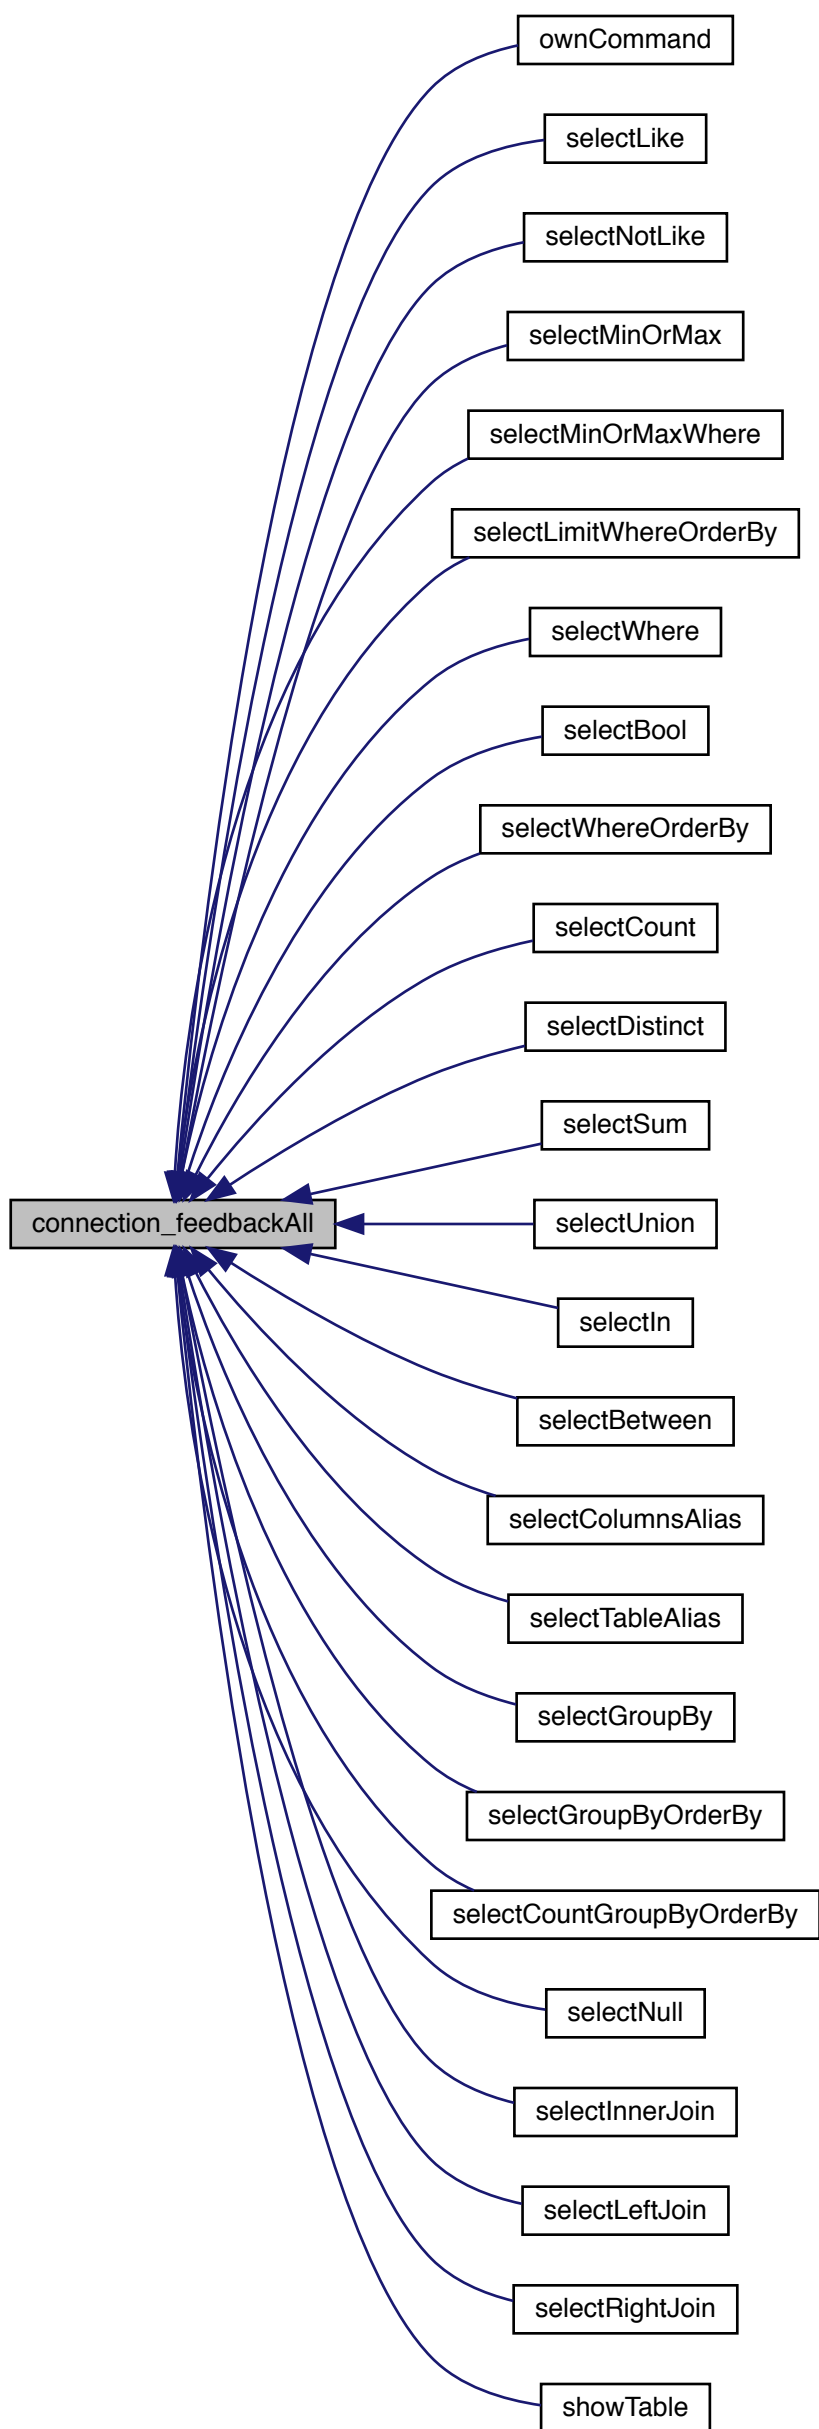 ownCommand
selectLike
selectNotLike
selectMinOrMax
selectMinOrMaxWhere
selectLimitWhereOrderBy
selectWhere
selectBool
selectWhereOrderBy
selectCount
selectDistinct
selectSum
connection_feedbackAll
selectUnion
selectIn
selectBetween
selectColumnsAlias
selectTableAlias
selectGroupBy
selectGroupByOrderBy
selectCountGroupByOrderBy
selectNull
selectInnerJoin
selectLeftJoin
selectRightJoin
showTable